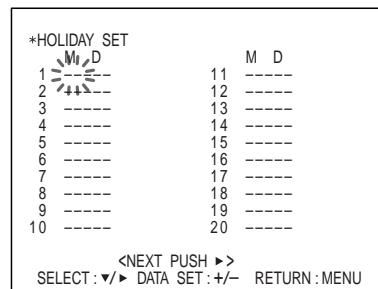 *HOLIDAY SET
M D M D
1 ----- 11 -----
2 ----- 12 -----
3 ----- 13 -----
4 ----- 14 -----
5 ----- 15 -----
6 ----- 16 -----
7 ----- 17 -----
8 ----- 18 -----
9 ----- 19 -----
10 ----- 20 -----
<NEXT PUSH ►>
SELECT : ▼/► DATA SET : +/– RETURN : MENU